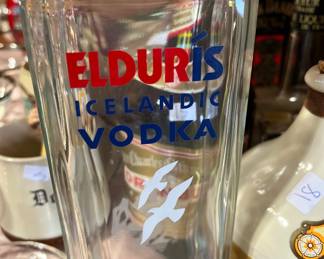 ELDURÍS
ICELANDIC
VODKA
18